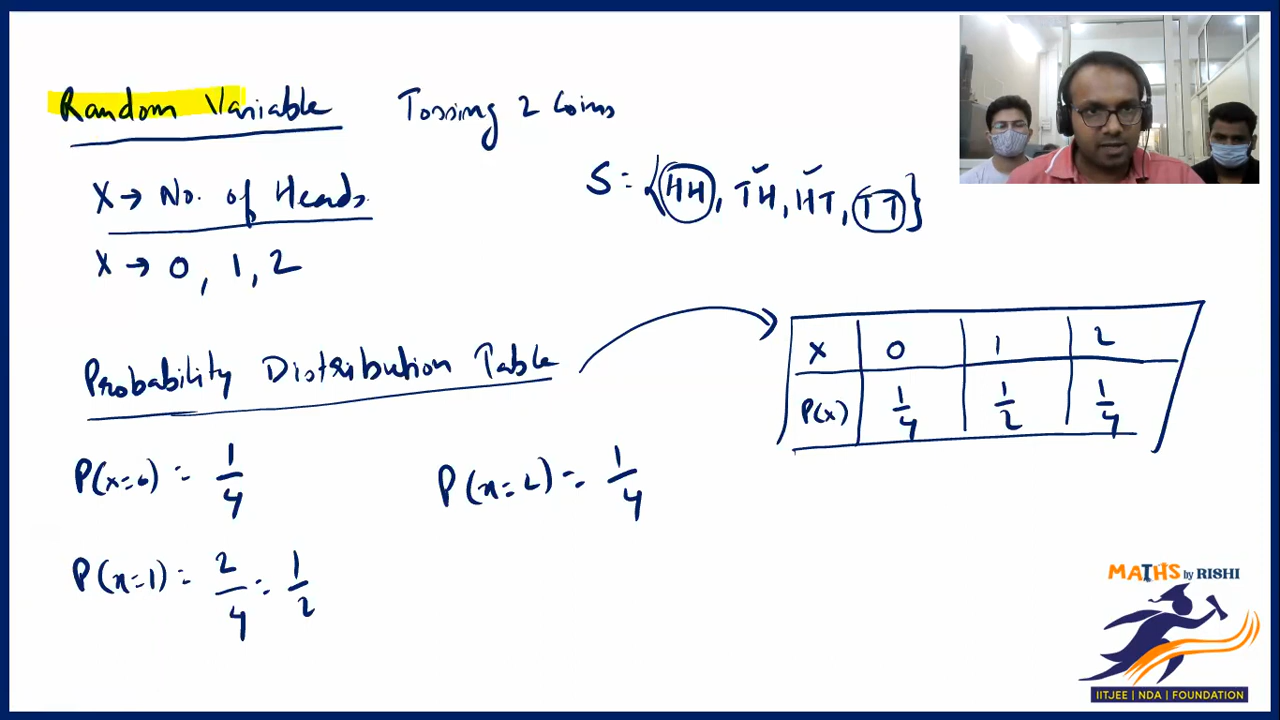 Random Variable Tossing 2 Coins
S = {HH, TH, HT, TT}
X → No. of Heads
X → 0, 1, 2
Probability Distribution Table
X 0 1 2
P(x) 1/4 1/2 1/4
P(x=0) = 1/4 P(x=2) = 1/4
P(x=1) = 2/4 = 1/2
MATHS by RISHI
IITJEE | NDA | FOUNDATION